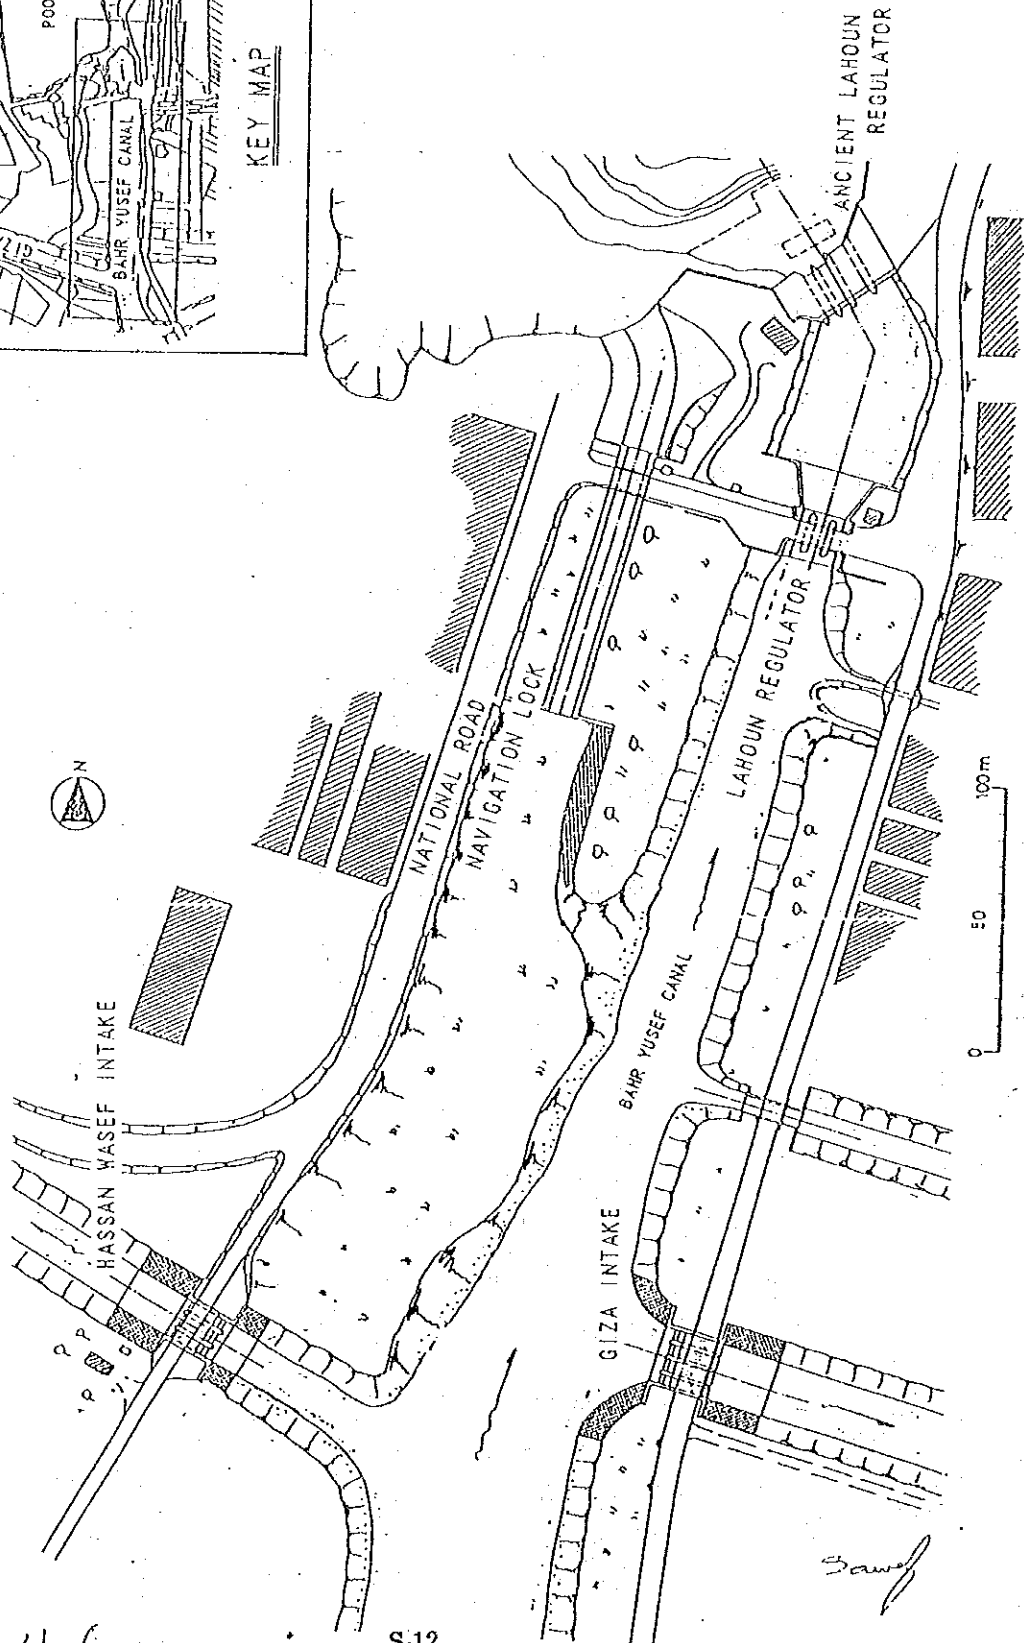 BAHR YUSEF CANAL
KEY MAP
ANCIENT LAHOUN
REGULATOR
N
NATIONAL ROAD
NAVIGATION LOCK
LAHOUN REGULATOR
HASSAN WASEF INTAKE
BAHR YUSEF CANAL
GIZA INTAKE
0 50 100m
S-12